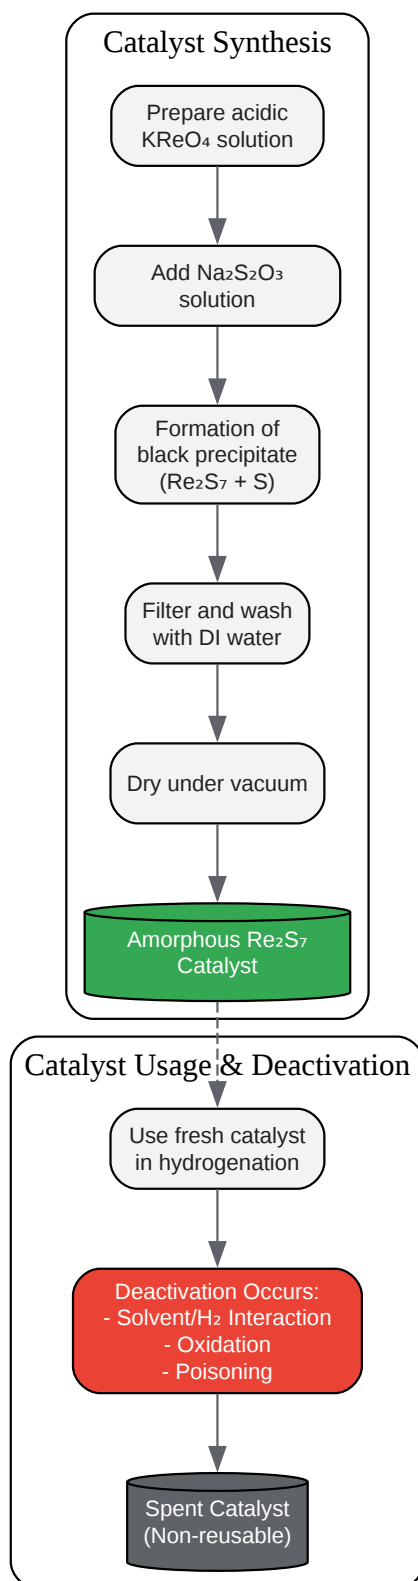 Catalyst Synthesis
Prepare acidic
KReO₄ solution
Add Na₂S₂O₃
solution
Formation of
black precipitate
(Re₂S₇ + S)
Filter and wash
with DI water
Dry under vacuum
Amorphous Re₂S₇
Catalyst
Catalyst Usage & Deactivation
Use fresh catalyst
in hydrogenation
Deactivation Occurs:
- Solvent/H₂ Interaction
- Oxidation
- Poisoning
Spent Catalyst
(Non-reusable)